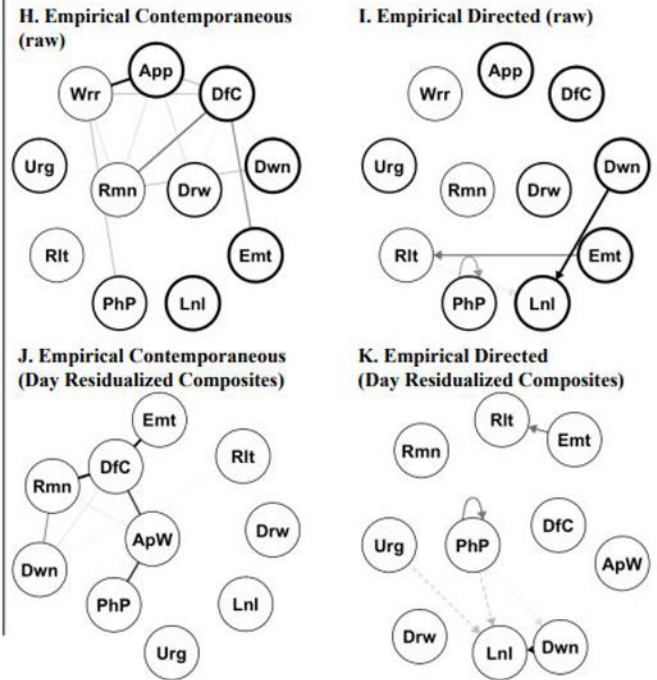 H. Empirical Contemporaneous
(raw)
App
Wrr
DfC
Urg
Rmn
Drw
Dwn
Rlt
Emt
PhP
Lnl
I. Empirical Directed (raw)
App
Wrr
DfC
Urg
Rmn
Drw
Dwn
Rlt
Emt
PhP
Lnl
J. Empirical Contemporaneous
(Day Residualized Composites)
Emt
DfC
Rlt
Rmn
ApW
Drw
Dwn
PhP
Lnl
Urg
K. Empirical Directed
(Day Residualized Composites)
Rlt
Emt
Rmn
DfC
Urg
PhP
ApW
Drw
Lnl
Dwn